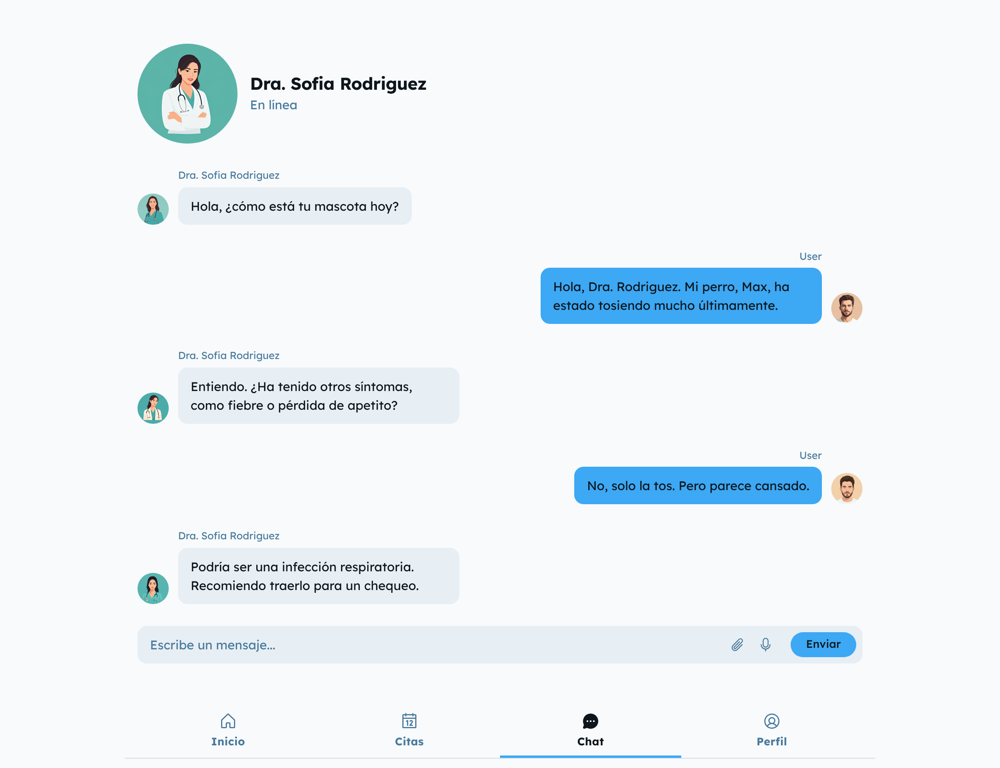 Dra. Sofia Rodriguez
En línea
Dra. Sofia Rodriguez
Hola, ¿cómo está tu mascota hoy?
User
Hola, Dra. Rodriguez. Mi perro, Max, ha
estado tosiendo mucho últimamente.
Dra. Sofia Rodriguez
Entiendo. ¿Ha tenido otros síntomas,
como fiebre o pérdida de apetito?
User
No, solo la tos. Pero parece cansado.
Dra. Sofia Rodriguez
Podría ser una infección respiratoria.
Recomiendo traerlo para un chequeo.
Escribe un mensaje...
Enviar
12
Inicio
Citas
Chat
Perfil